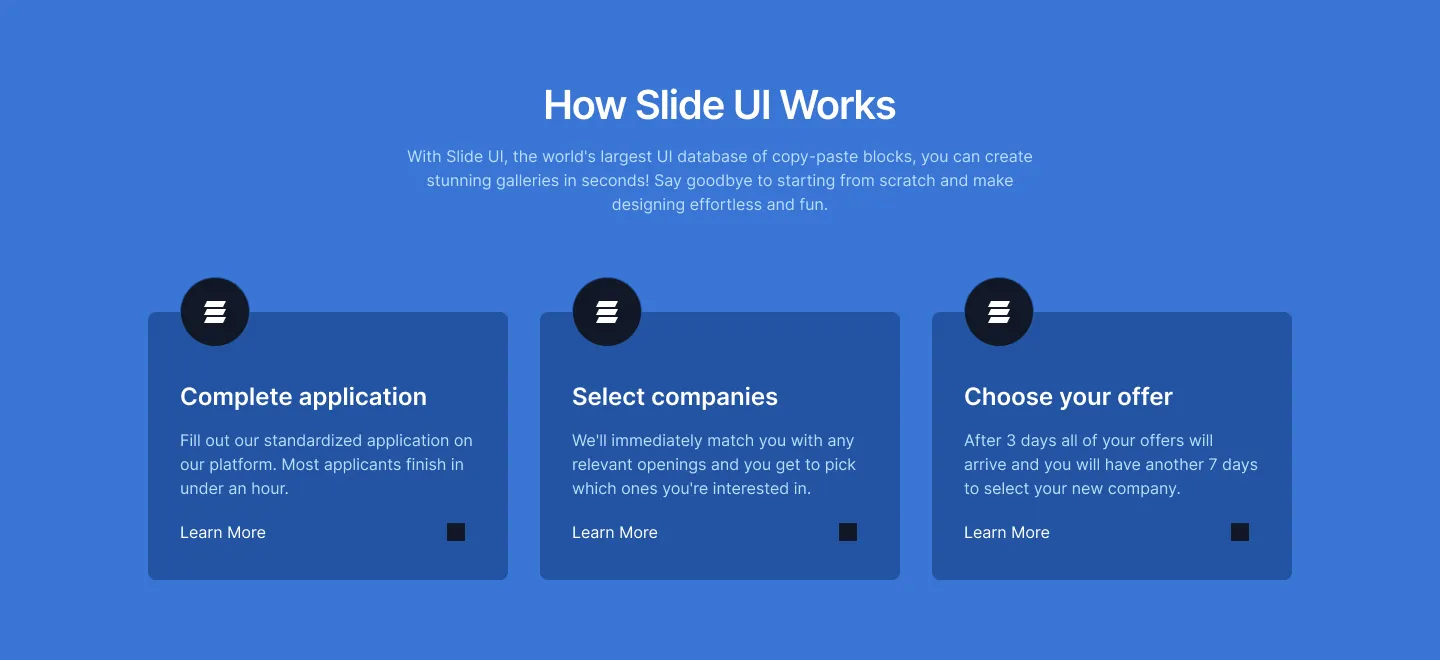 How Slide UI Works
With Slide UI, the world's largest UI database of copy-paste blocks, you can create
stunning galleries in seconds! Say goodbye to starting from scratch and make
designing effortless and fun.
Complete application
Fill out our standardized application on
our platform. Most applicants finish in
under an hour.
Learn More
Select companies
We'll immediately match you with any
relevant openings and you get to pick
which ones you're interested in.
Learn More
Choose your offer
After 3 days all of your offers will
arrive and you will have another 7 days
to select your new company.
Learn More